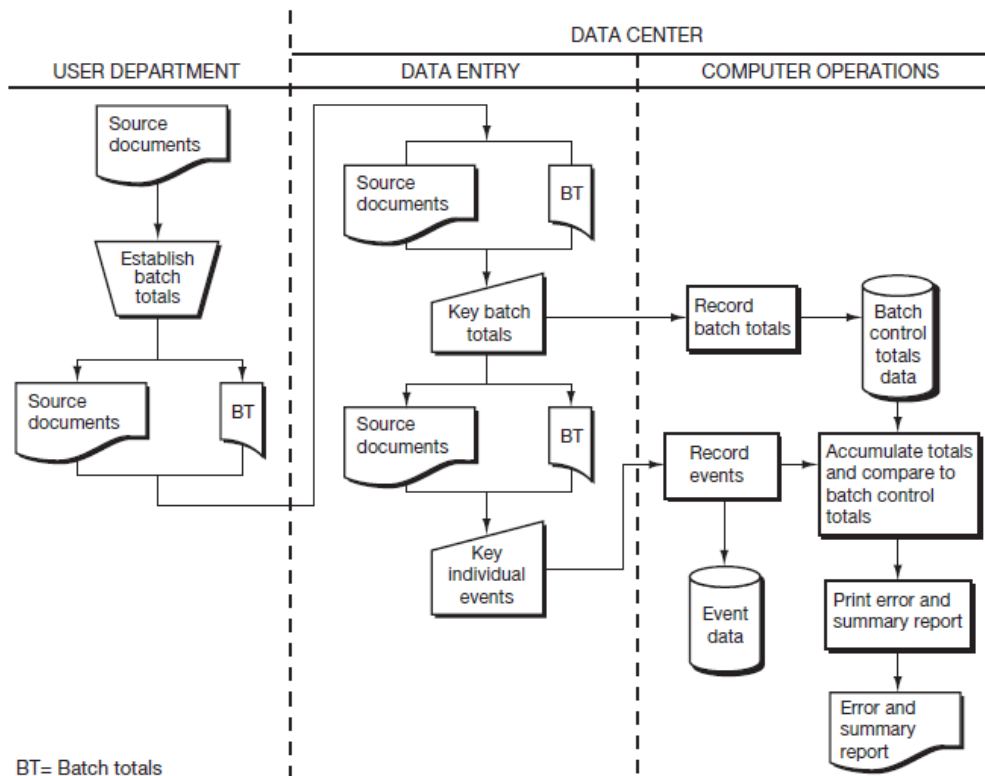 DATA CENTER
USER DEPARTMENT
DATA ENTRY
COMPUTER OPERATIONS
Source
documents
Establish
batch
totals
Source
documents
BT
Source
documents
BT
Key batch
totals
Source
documents
BT
Key
individual
events
Record
batch totals
Batch
control
totals
data
Record
events
Accumulate totals
and compare to
batch control
totals
Event
data
Print error and
summary report
Error and
summary
report
BT= Batch totals